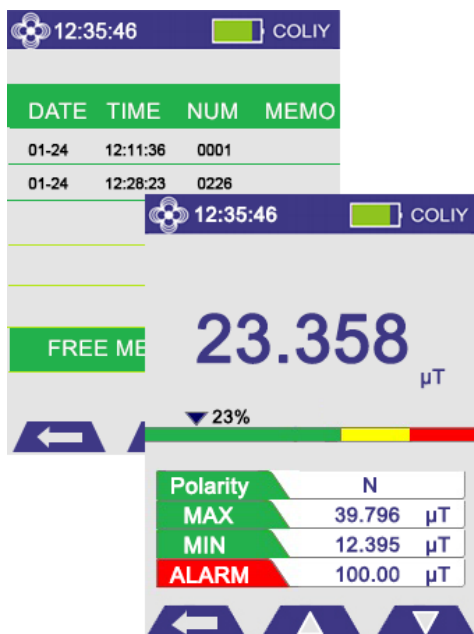 12:35:46 COLIY
DATE TIME NUM MEMO
01-24 12:11:36 0001
01-24 12:28:23 0226
FREE ME
12:35:46 COLIY
23.358 µT
23%
Polarity N
MAX 39.796 µT
MIN 12.395 µT
ALARM 100.00 µT